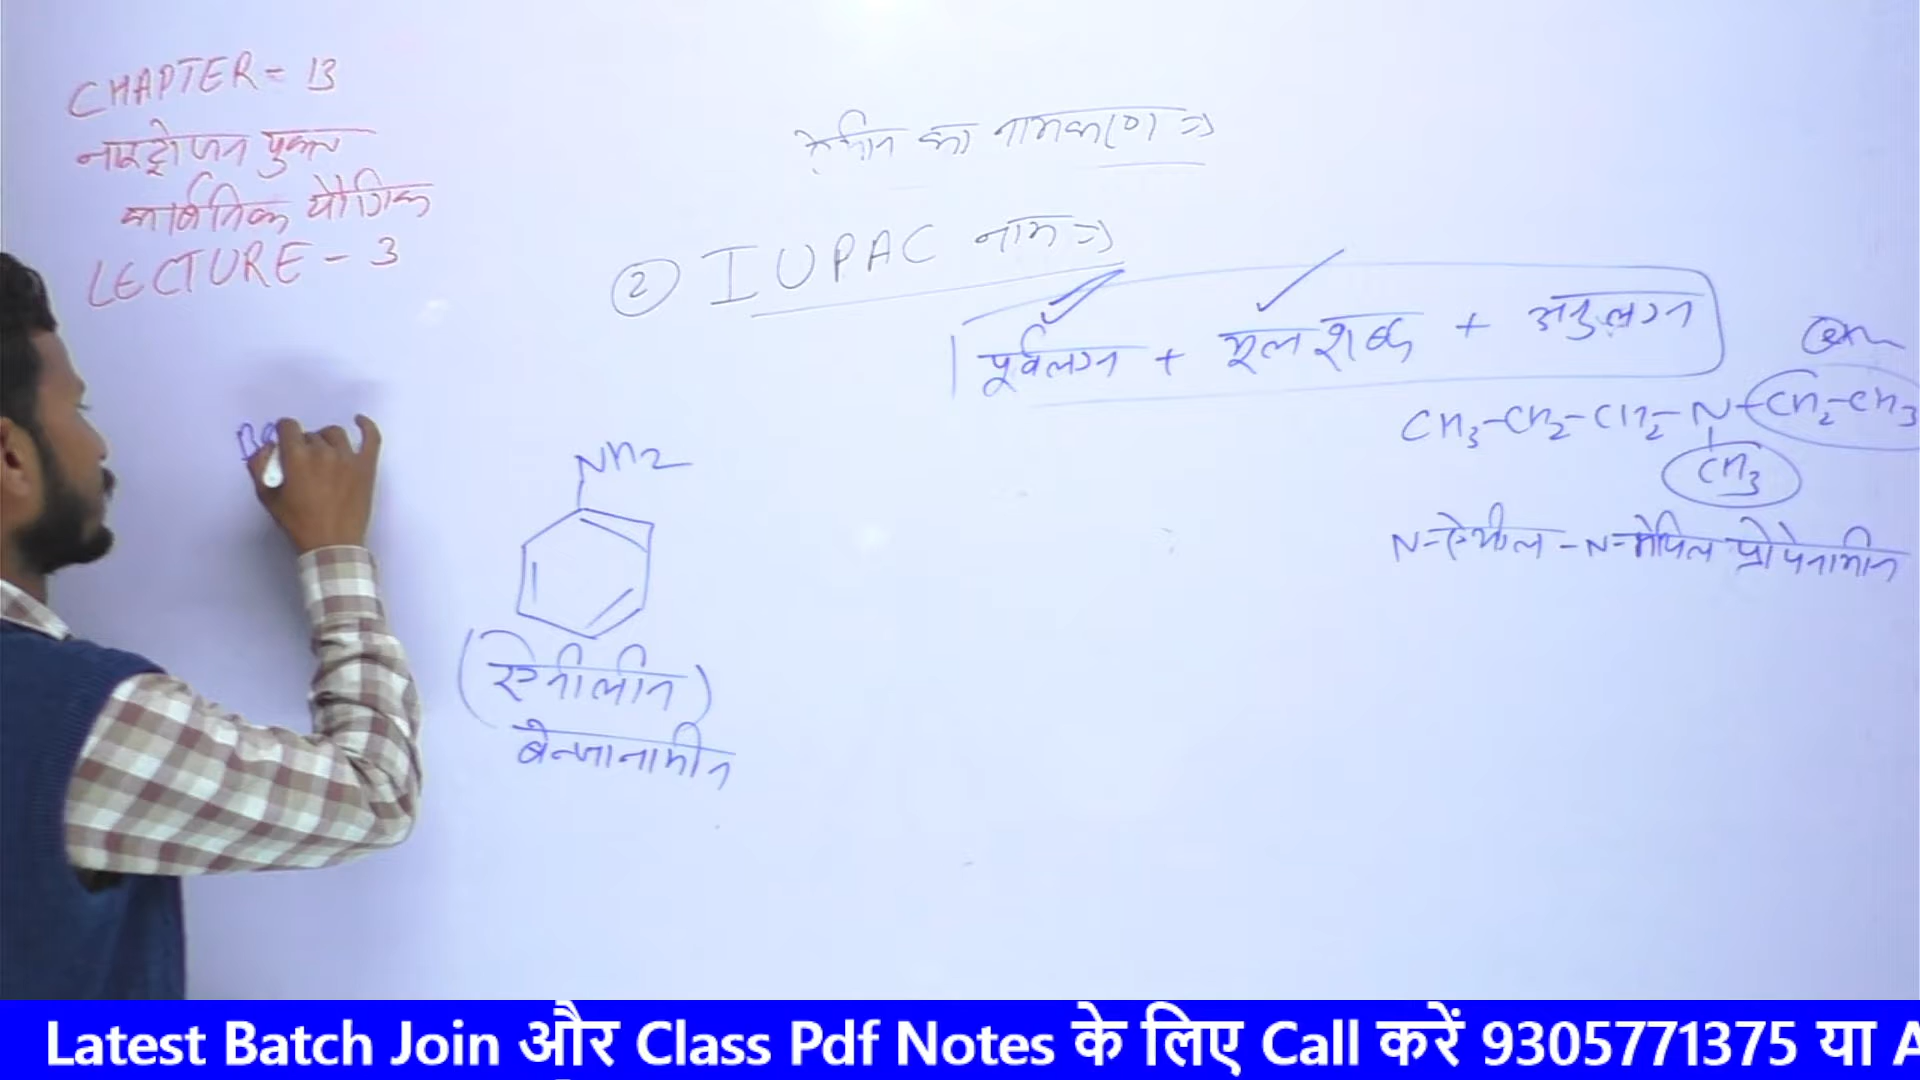 CHAPTER = 13
नाइट्रोजन युक्त
कार्बनिक यौगिक
LECTURE - 3
ऐमीन का नामकरण ⇒
② IUPAC नाम ⇒
पूर्वलग्न + मूल शब्द + अनुलग्न
CH3-CH2-CH2-N-CH2-CH3
CH3
N-ऐथील-N-मेथिल प्रोपेनामीन
NH2
(ऐनीलीन)
बेन्जानामीन
Latest Batch Join और Class Pdf Notes के लिए Call करें 9305771375 या A